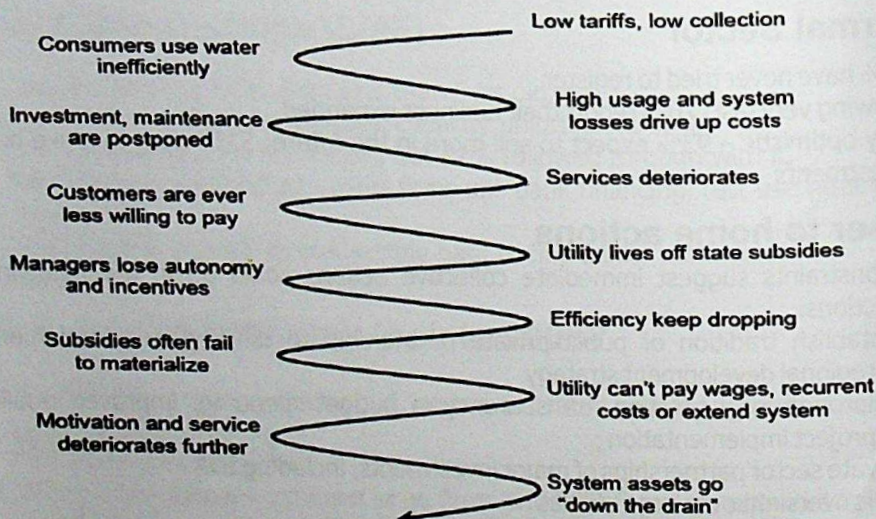 Low tariffs, low collection
Consumers use water
inefficiently
High usage and system
losses drive up costs
Investment, maintenance
are postponed
Services deteriorates
Customers are ever
less willing to pay
Utility lives off state subsidies
Managers lose autonomy
and incentives
Efficiency keep dropping
Subsidies often fail
to materialize
Utility can't pay wages, recurrent
costs or extend system
Motivation and service
deteriorates further
System assets go
"down the drain"